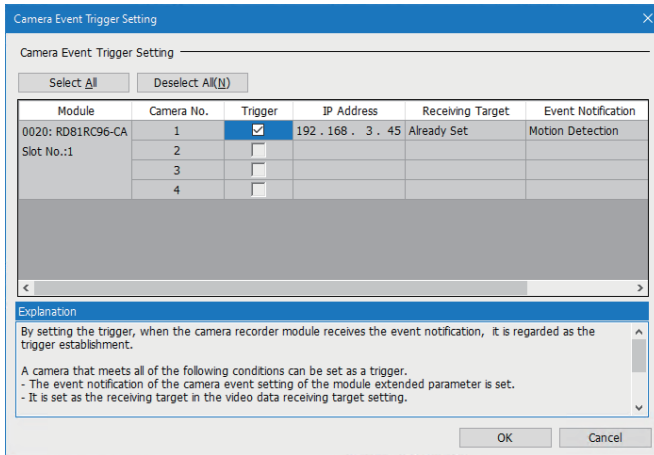 Camera Event Trigger Setting
Camera Event Trigger Setting
Select All Deselect All(N)
Module Camera No. Trigger IP Address Receiving Target Event Notification
0020: RD81RC96-CA 1 192 . 168 . 3 . 45 Already Set Motion Detection
Slot No.:1 2
3
4
Explanation
By setting the trigger, when the camera recorder module receives the event notification, it is regarded as the
trigger establishment.
A camera that meets all of the following conditions can be set as a trigger.
- The event notification of the camera event setting of the module extended parameter is set.
- It is set as the receiving target in the video data receiving target setting.
OK Cancel